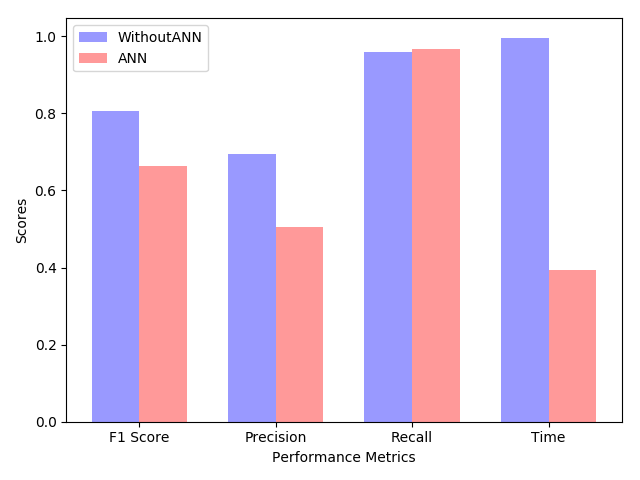 WithoutANN
ANN
1.0
0.8
0.6
0.4
0.2
0.0
Scores
F1 Score
Precision
Recall
Time
Performance Metrics